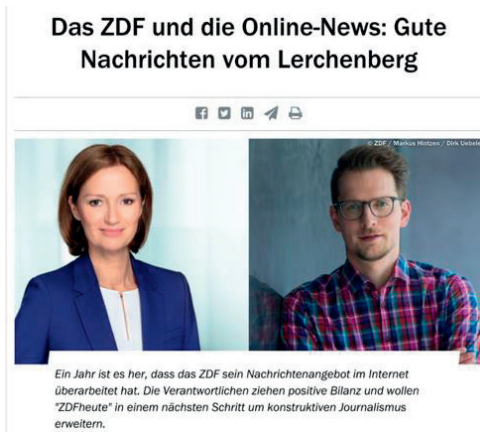 Das ZDF und die Online-News: Gute
Nachrichten vom Lerchenberg
© ZDF / Markus Hintzen / Dirk Uebele
Ein Jahr ist es her, dass das ZDF sein Nachrichtenangebot im Internet
überarbeitet hat. Die Verantwortlichen ziehen positive Bilanz und wollen
"ZDFheute" in einem nächsten Schritt um konstruktiven Journalismus
erweitern.